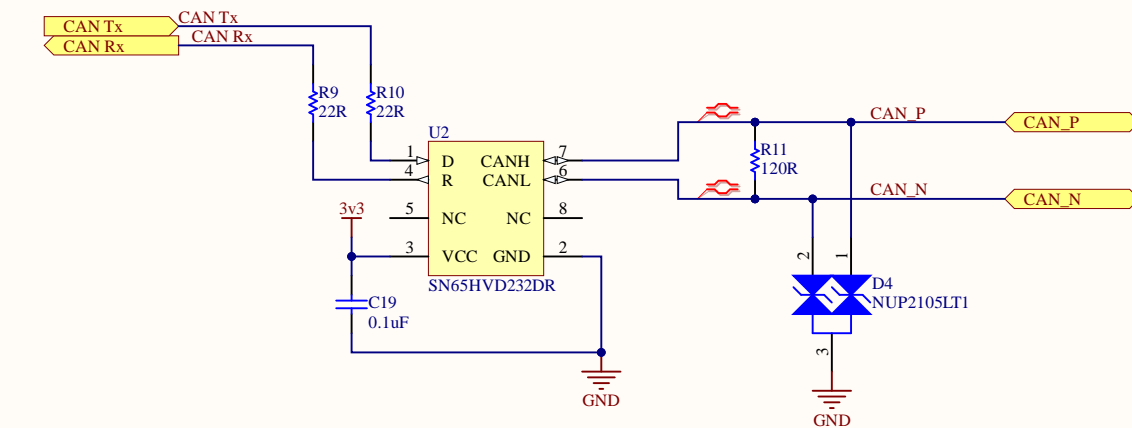 CAN Tx
CAN Tx
CAN Rx
CAN Rx
R9
22R
R10
22R
U2
1
D
CANH
7
4
R
CANL
6
5
NC
NC
8
3v3
3
VCC
GND
2
SN65HVD232DR
C19
0.1uF
GND
R11
120R
CAN_P
CAN_P
CAN_N
CAN_N
2
1
D4
NUP2105LT1
3
GND